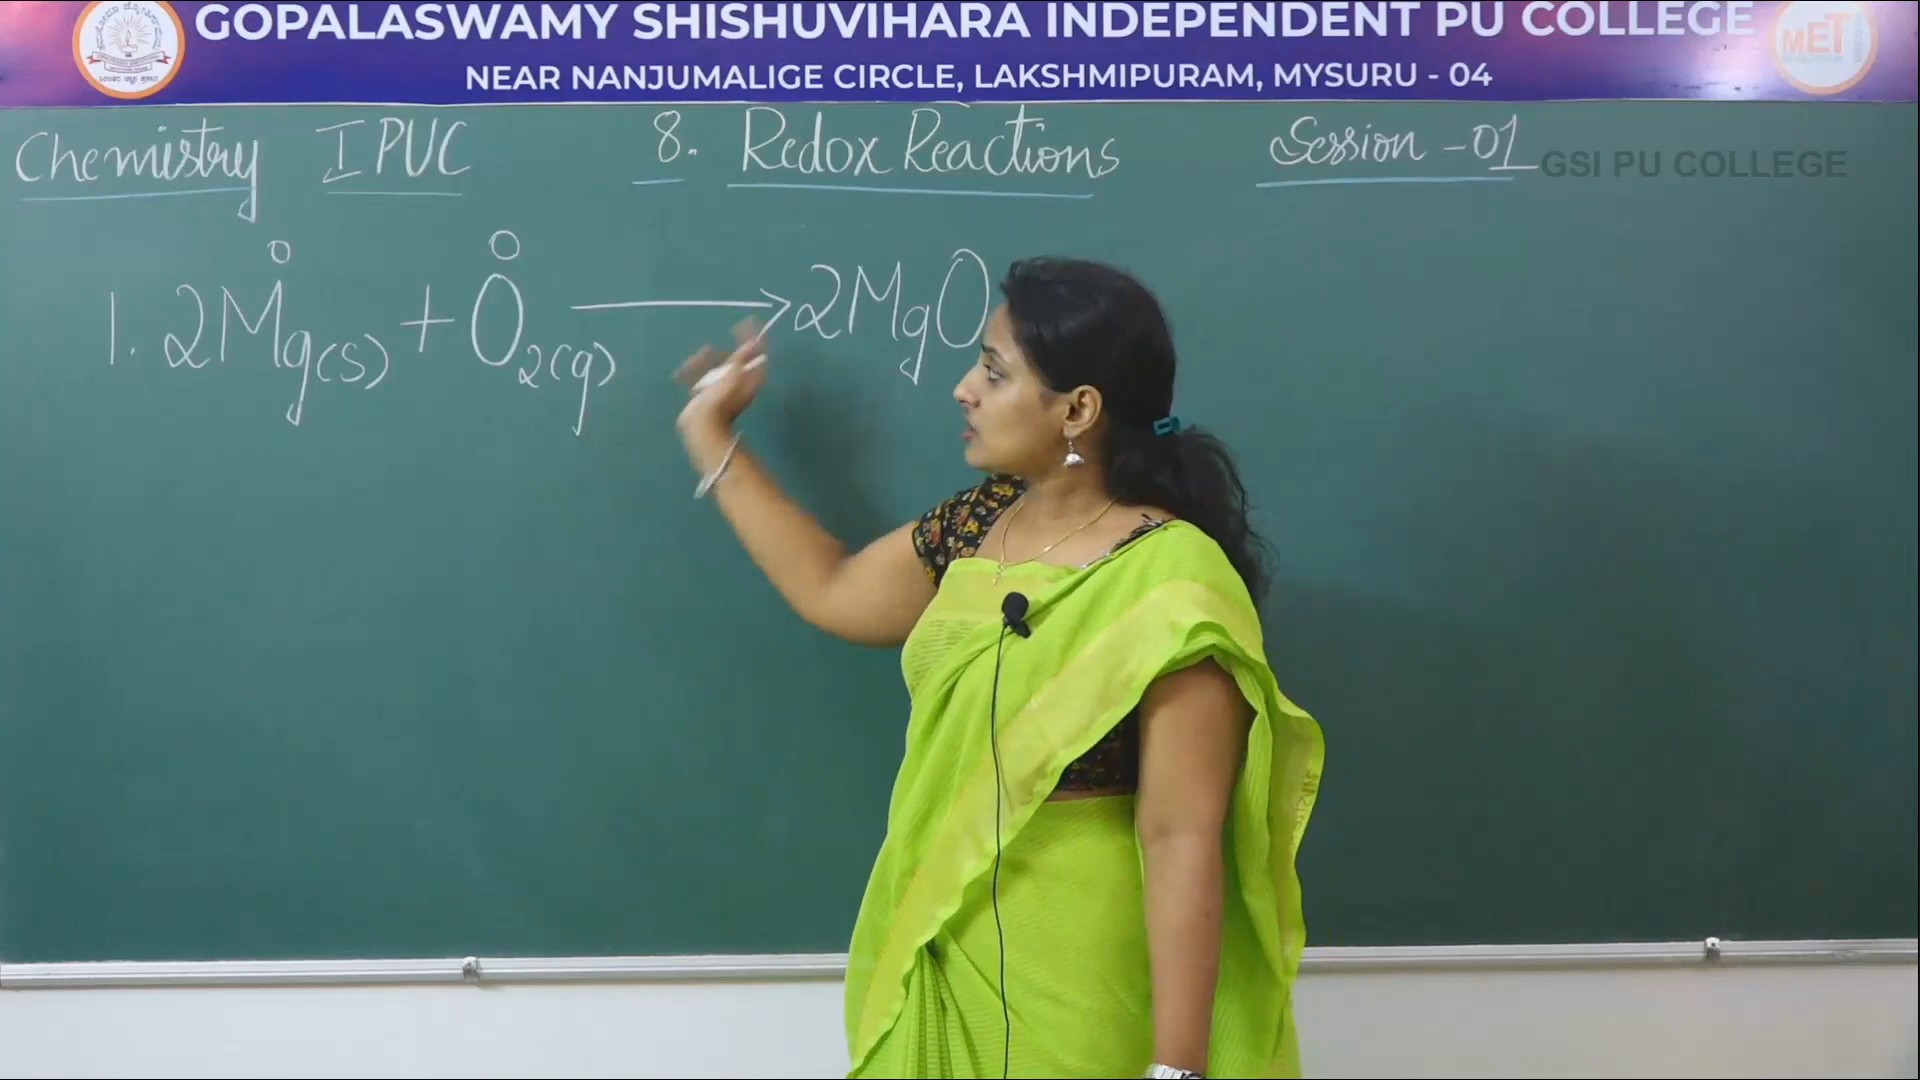 GOPALASWAMY SHISHUVIHARA INDEPENDENT PU COLLEGE
MET
NEAR NANJUMALIGE CIRCLE, LAKSHMIPURAM, MYSURU - 04
Chemistry I PUC 8. Redox Reactions Session - 01
GSI PU COLLEGE
0 0
1. 2Mg(s) + O2(g) → 2MgO